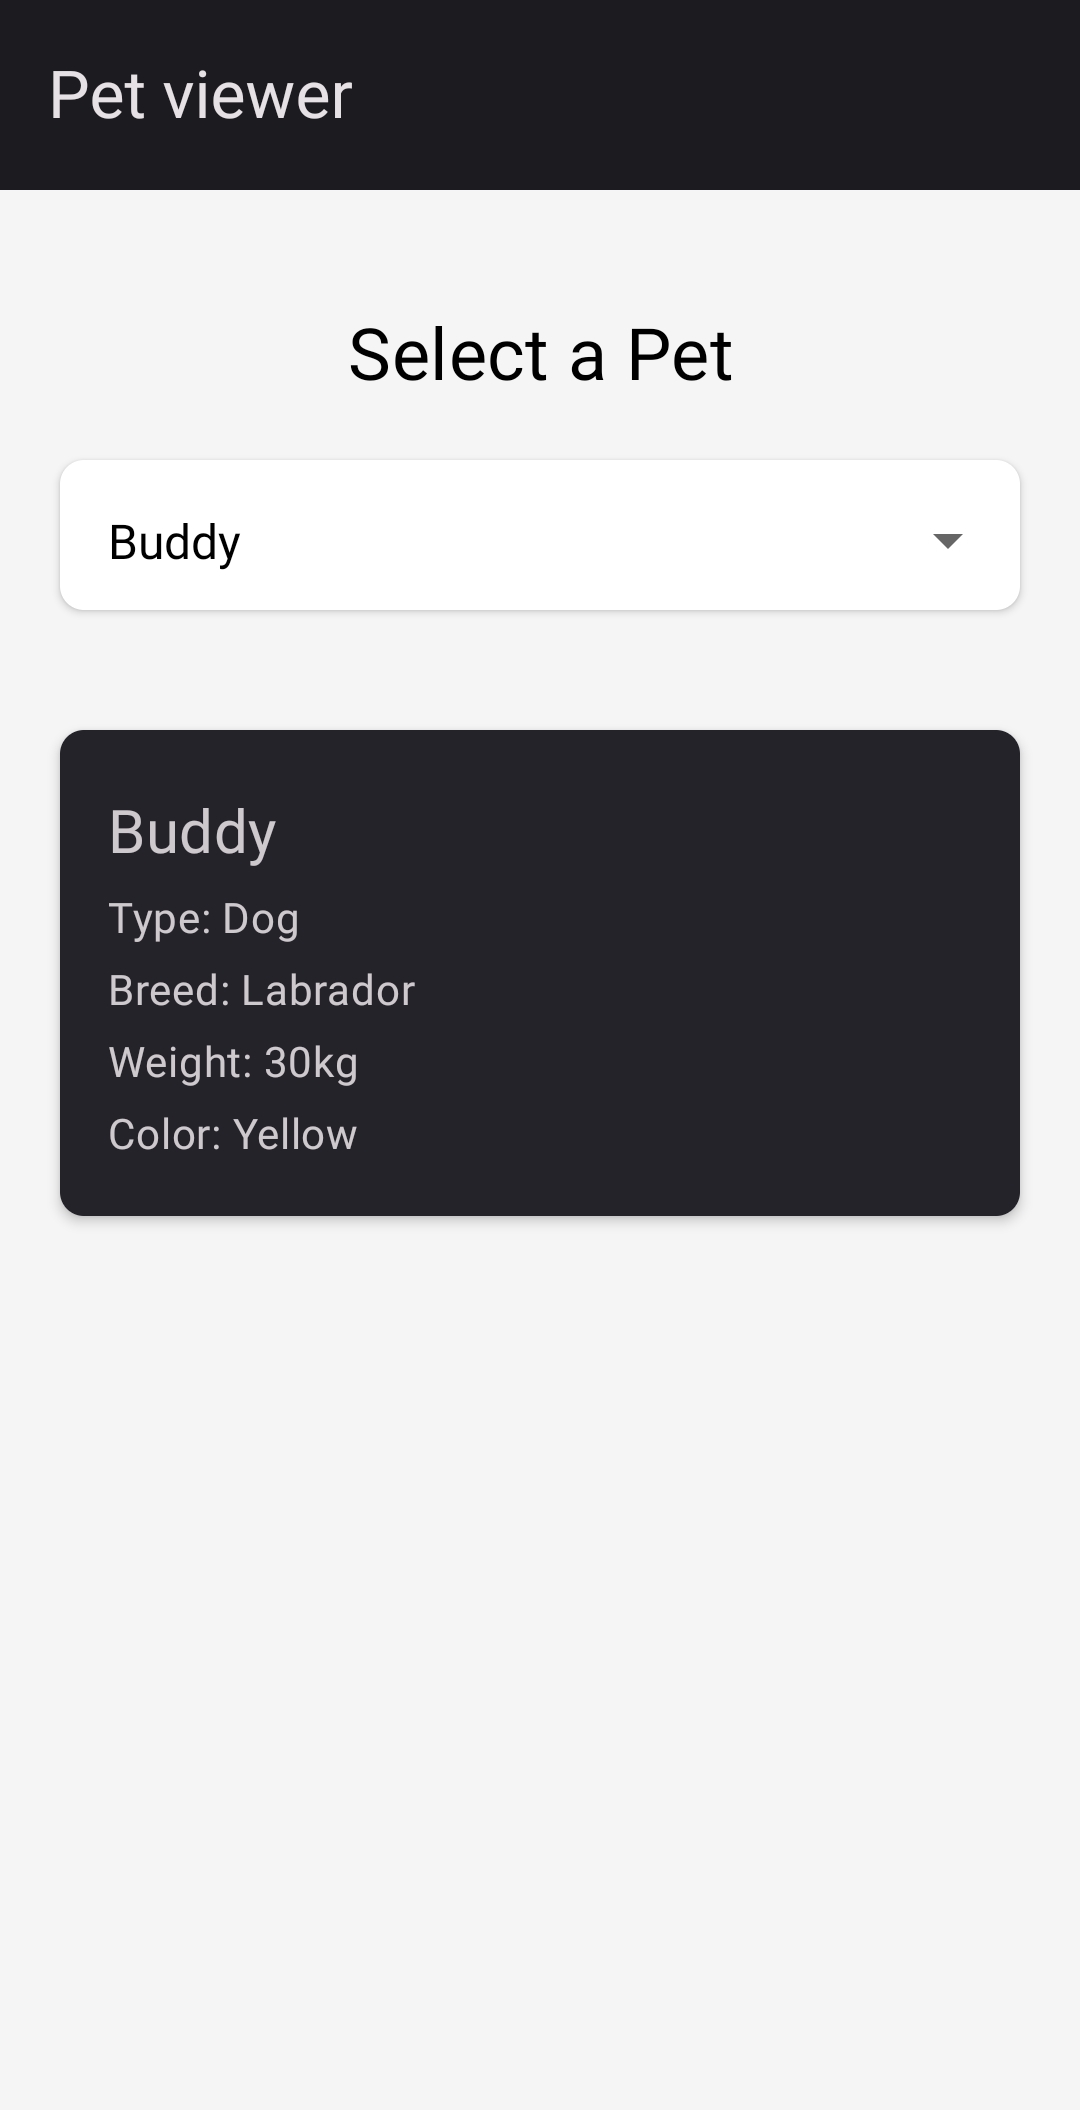 Pet viewer
Select a Pet
Buddy
Buddy
Type: Dog
Breed: Labrador
Weight: 30kg
Color: Yellow